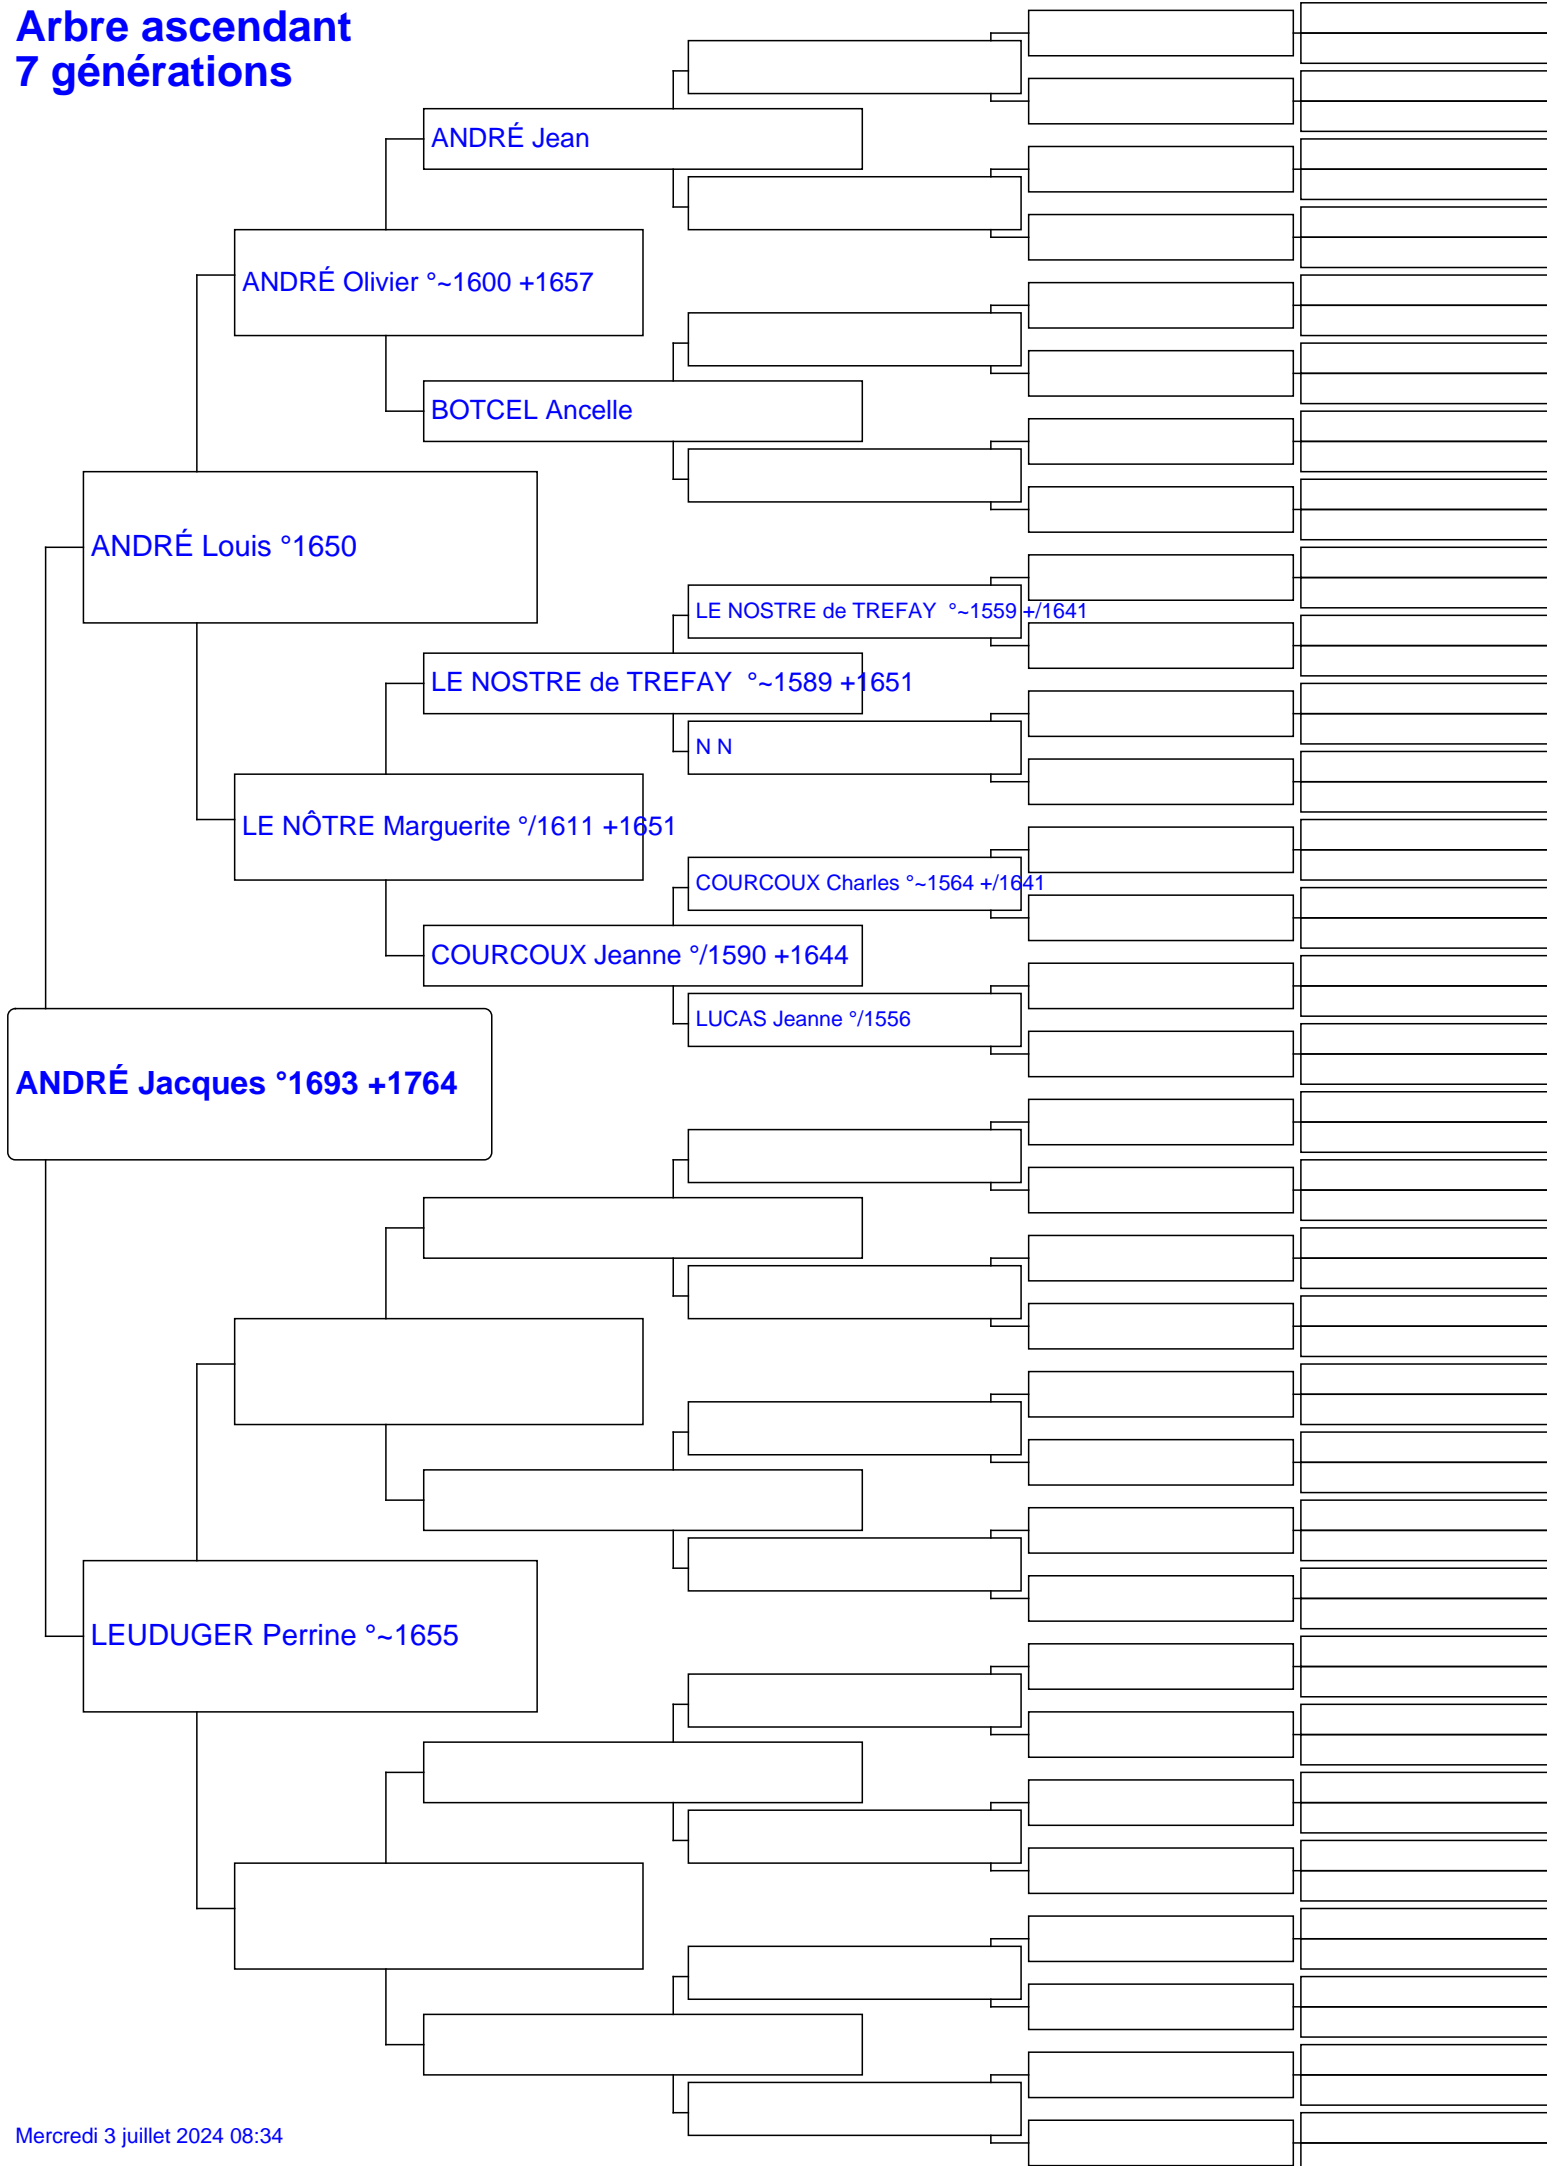 Arbre ascendant
7 générations
ANDRÉ Jean
ANDRÉ Olivier °~1600 +1657
BOTCEL Ancelle
ANDRÉ Louis °1650
LE NOSTRE de TREFAY °~1559 +/1641
LE NOSTRE de TREFAY °~1589 +1651
N N
LE NÔTRE Marguerite °/1611 +1651
COURCOUX Charles °~1564 +/1641
COURCOUX Jeanne °/1590 +1644
LUCAS Jeanne °/1556
ANDRÉ Jacques °1693 +1764
LEUDUGER Perrine °~1655
Mercredi 3 juillet 2024 08:34